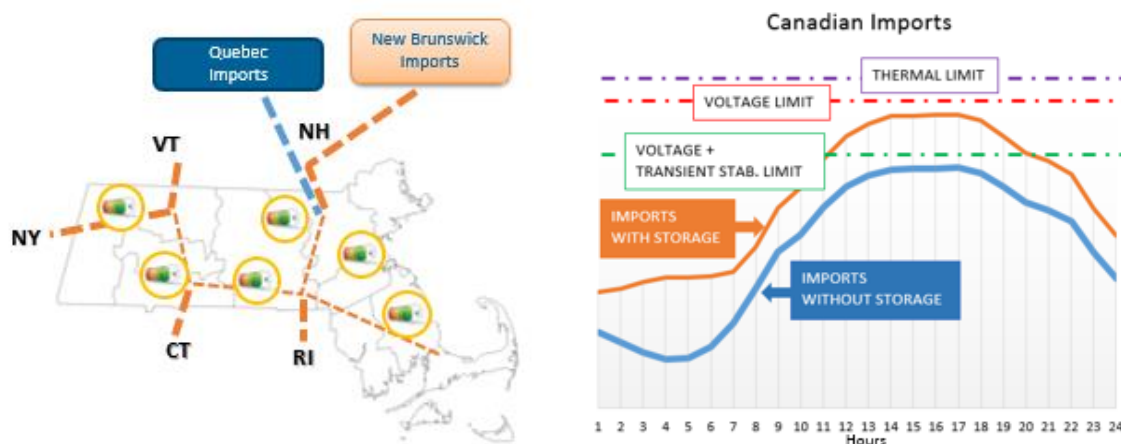 Quebec
Imports
New Brunswick
Imports
NH
VT
NY
CT
RI
Canadian Imports
THERMAL LIMIT
VOLTAGE LIMIT
VOLTAGE +
TRANSIENT STAB. LIMIT
IMPORTS
WITH STORAGE
IMPORTS
WITHOUT STORAGE
1 2 3 4 5 6 7 8 9 10 11 12 13 14 15 16 17 18 19 20 21 22 23 24
Hours